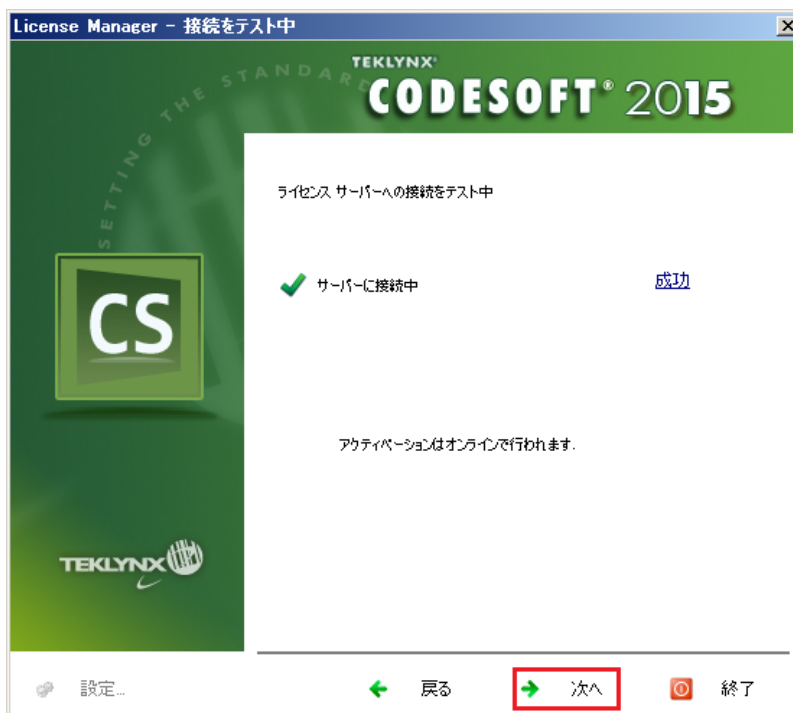 License Manager - 接続をテスト中
SETTING THE STANDARD
TEKLYNX®
CODESOFT® 2015
ライセンス サーバーへの接続をテスト中
サーバーに接続中 成功
CS
アクティベーションはオンラインで行われます.
TEKLYNX
設定... 戻る 次へ 終了